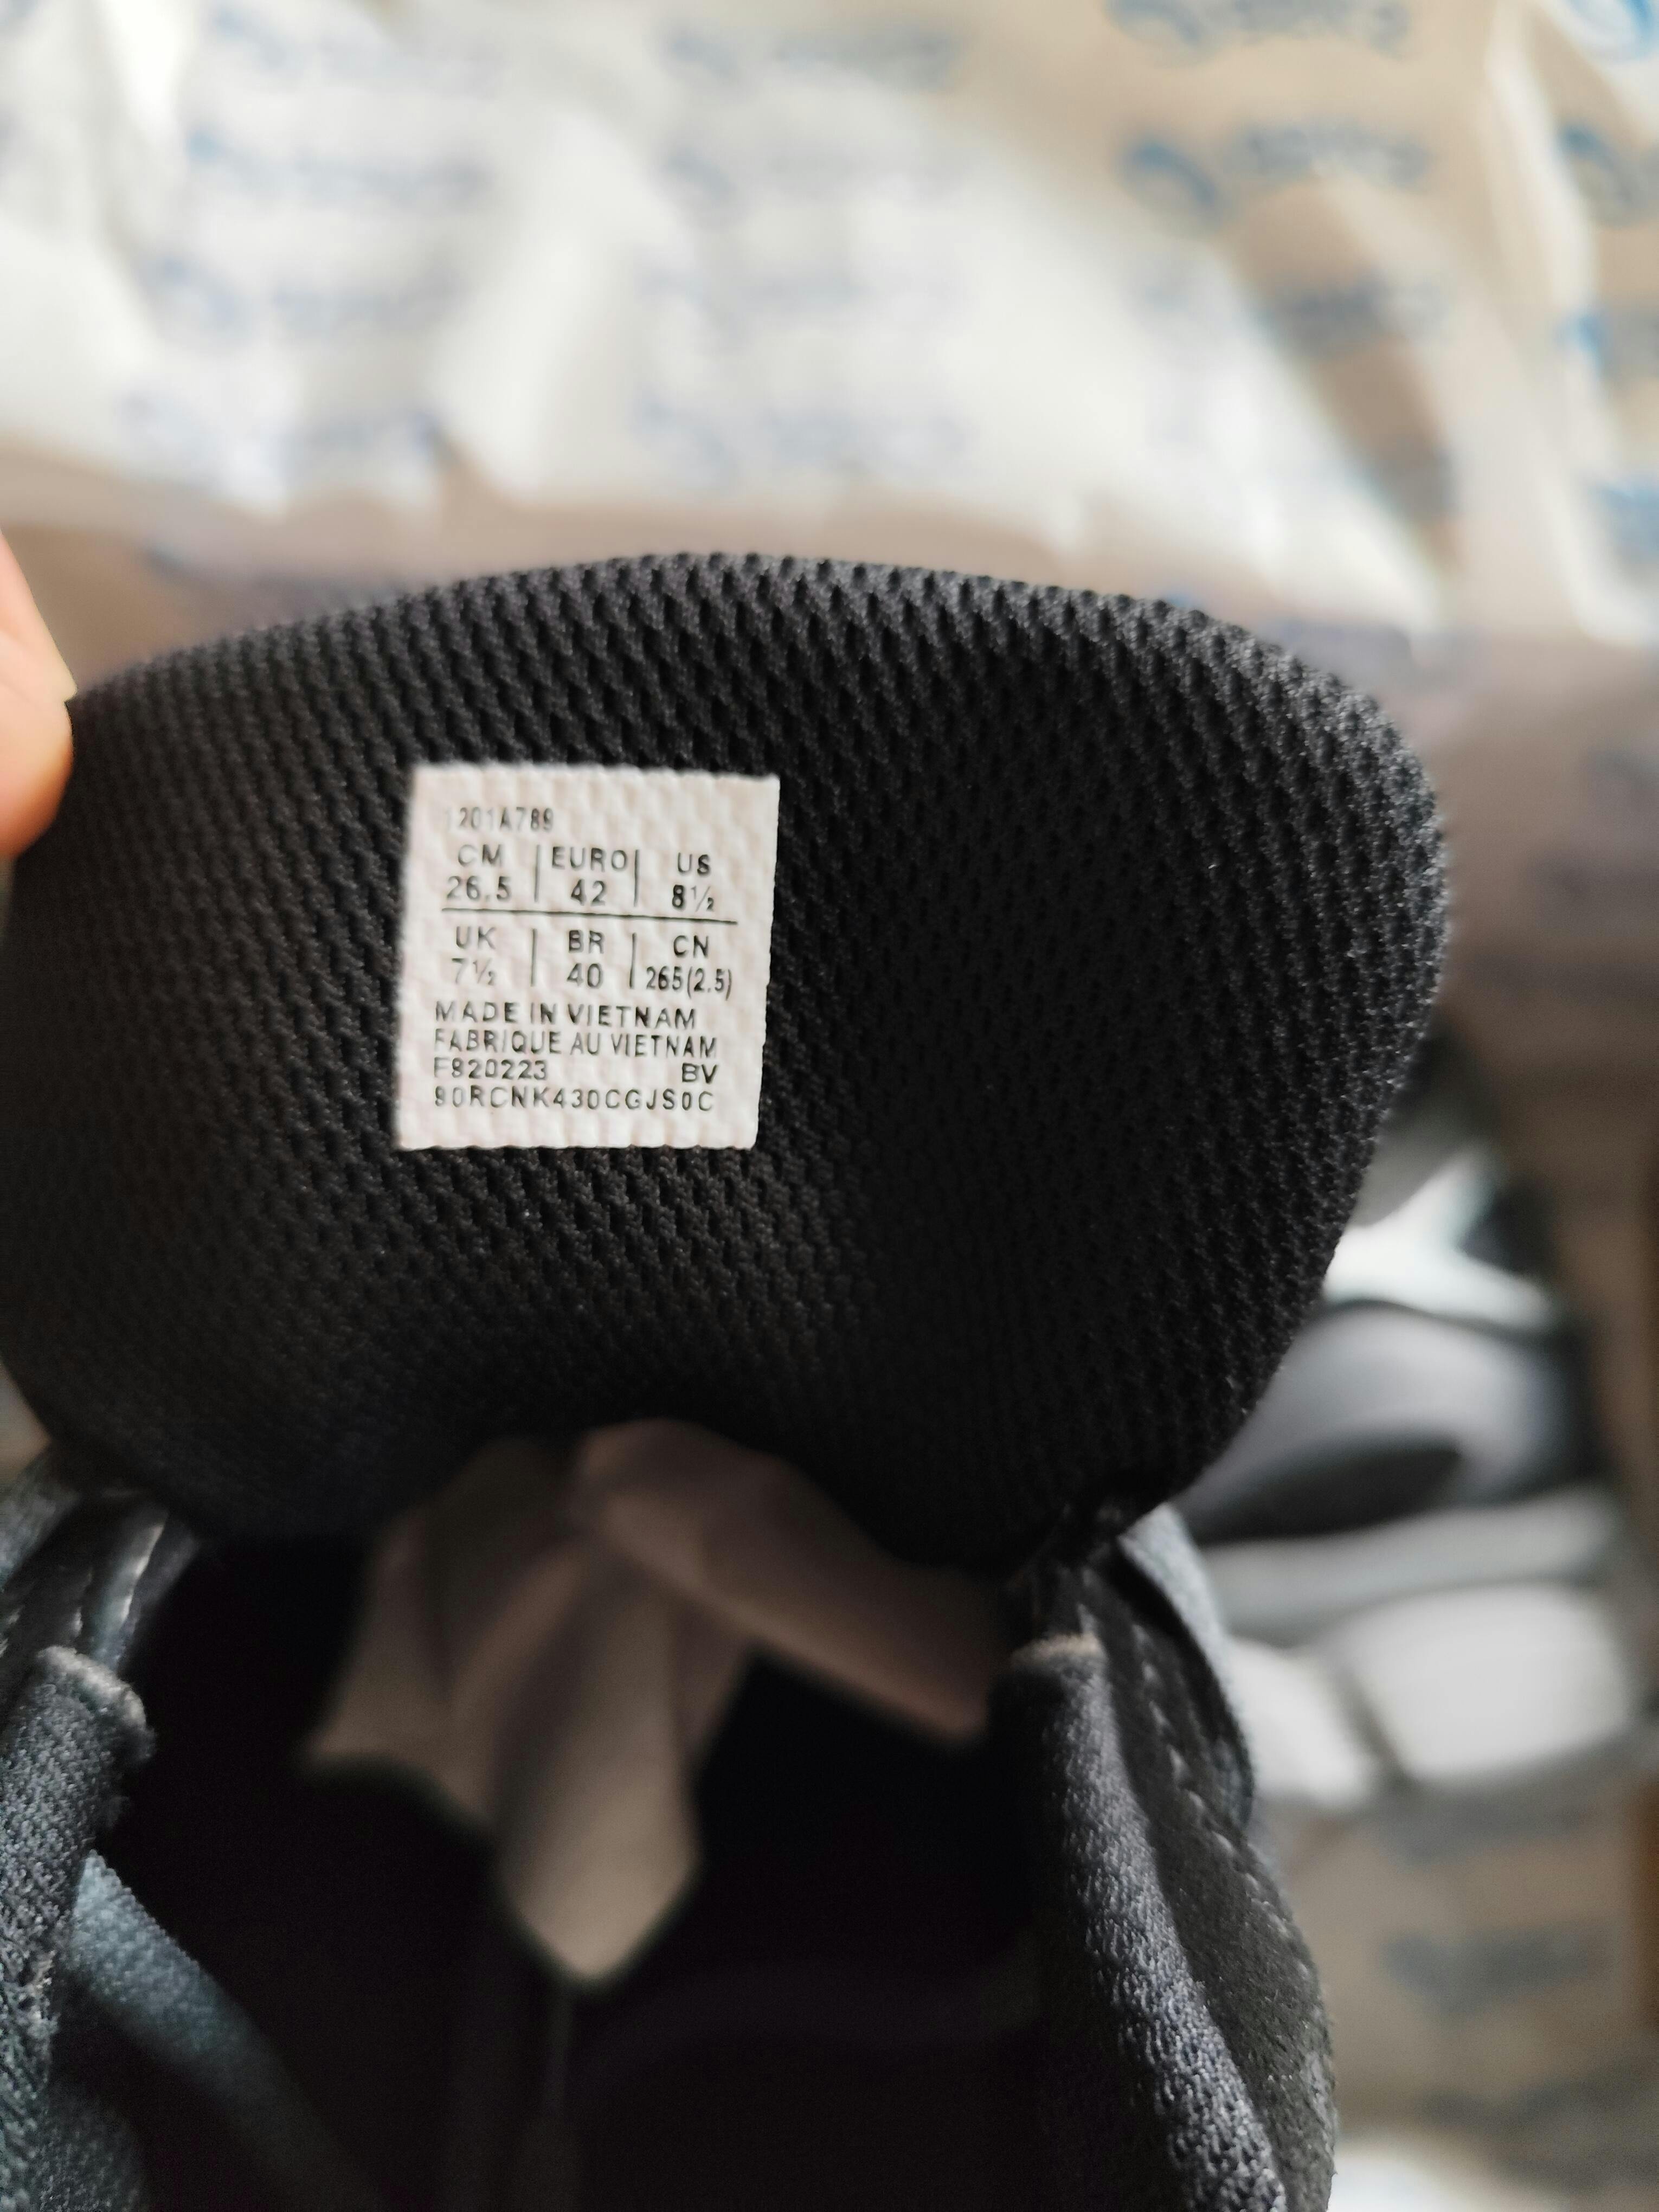 1201A789
CM | EURO | US
26.5 | 42 | 8½
UK | BR | CN
7½ | 40 | 265(2.5)
MADE IN VIETNAM
FABRIQUE AU VIETNAM
F820223 BV
90RCNK430CGJS0C